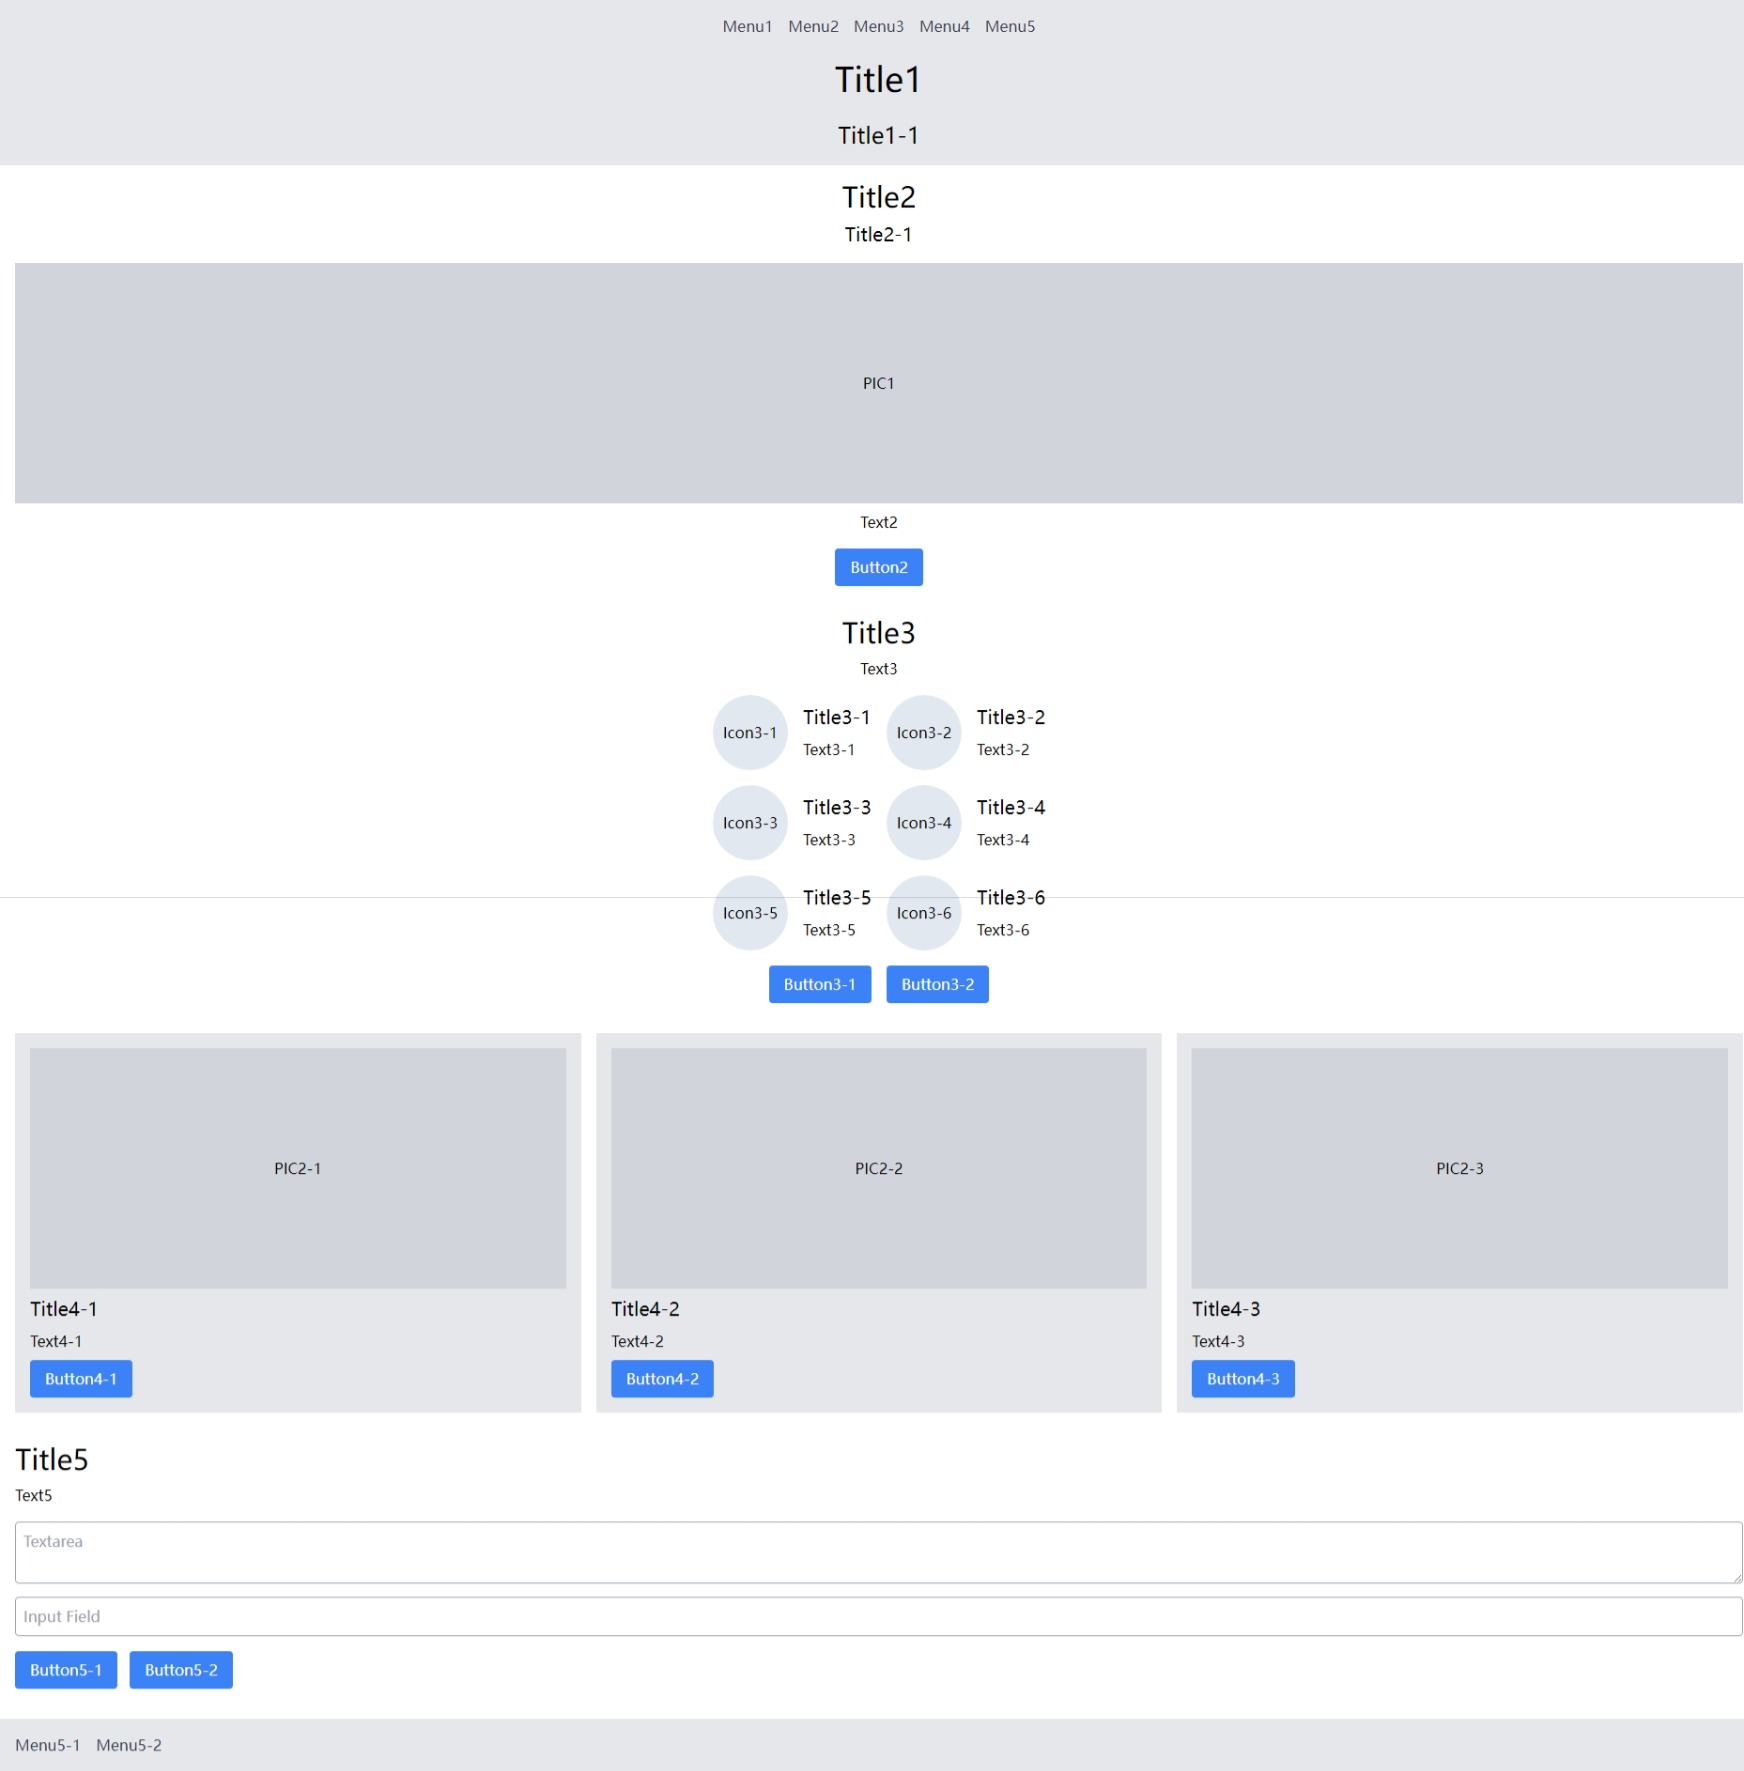 Menu1 Menu2 Menu3 Menu4 Menu5
Title1
Title1-1
Title2
Title2-1
PIC1
Text2
Button2
Title3
Text3
Icon3-1
Title3-1
Text3-1
Icon3-2
Title3-2
Text3-2
Icon3-3
Title3-3
Text3-3
Icon3-4
Title3-4
Text3-4
Icon3-5
Title3-5
Text3-5
Icon3-6
Title3-6
Text3-6
Button3-1 Button3-2
PIC2-1
Title4-1
Text4-1
Button4-1
PIC2-2
Title4-2
Text4-2
Button4-2
PIC2-3
Title4-3
Text4-3
Button4-3
Title5
Text5
Textarea
Input Field
Button5-1 Button5-2
Menu5-1 Menu5-2